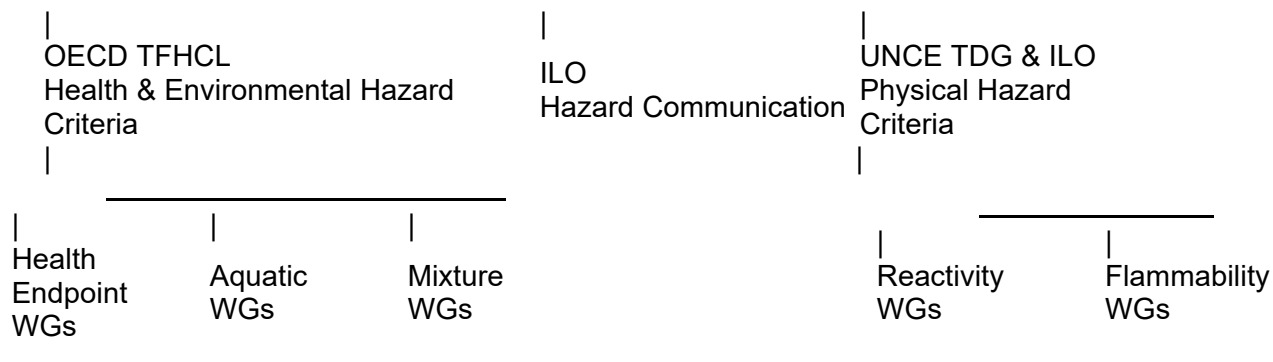 OECD TFHCL
Health & Environmental Hazard
Criteria
ILO
Hazard Communication
UNCE TDG & ILO
Physical Hazard
Criteria
Health
Endpoint
WGs
Aquatic
WGs
Mixture
WGs
Reactivity
WGs
Flammability
WGs